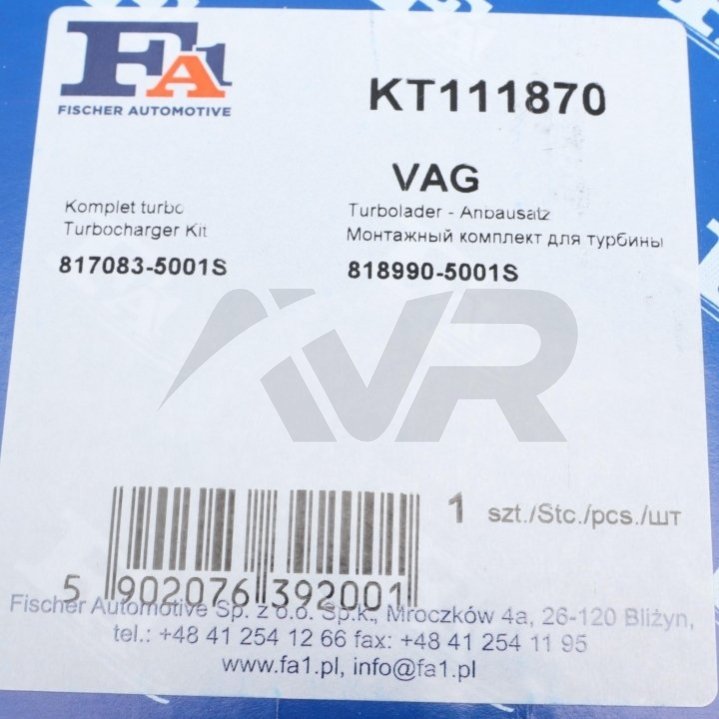 FA1
FISCHER AUTOMOTIVE
KT111870
VAG
Komplet turbo
Turbocharger Kit
817083-5001S
Turbolader - Anbausatz
Монтажный комплект для турбины
818990-5001S
AVR
1 szt./Stc./pcs./шт
5 902076 392001
Fischer Automotive Sp. z o.o. Sp.k., Mroczków 4a, 26-120 Bliżyn,
tel.: +48 41 254 12 66 fax: +48 41 254 11 95
www.fa1.pl, info@fa1.pl